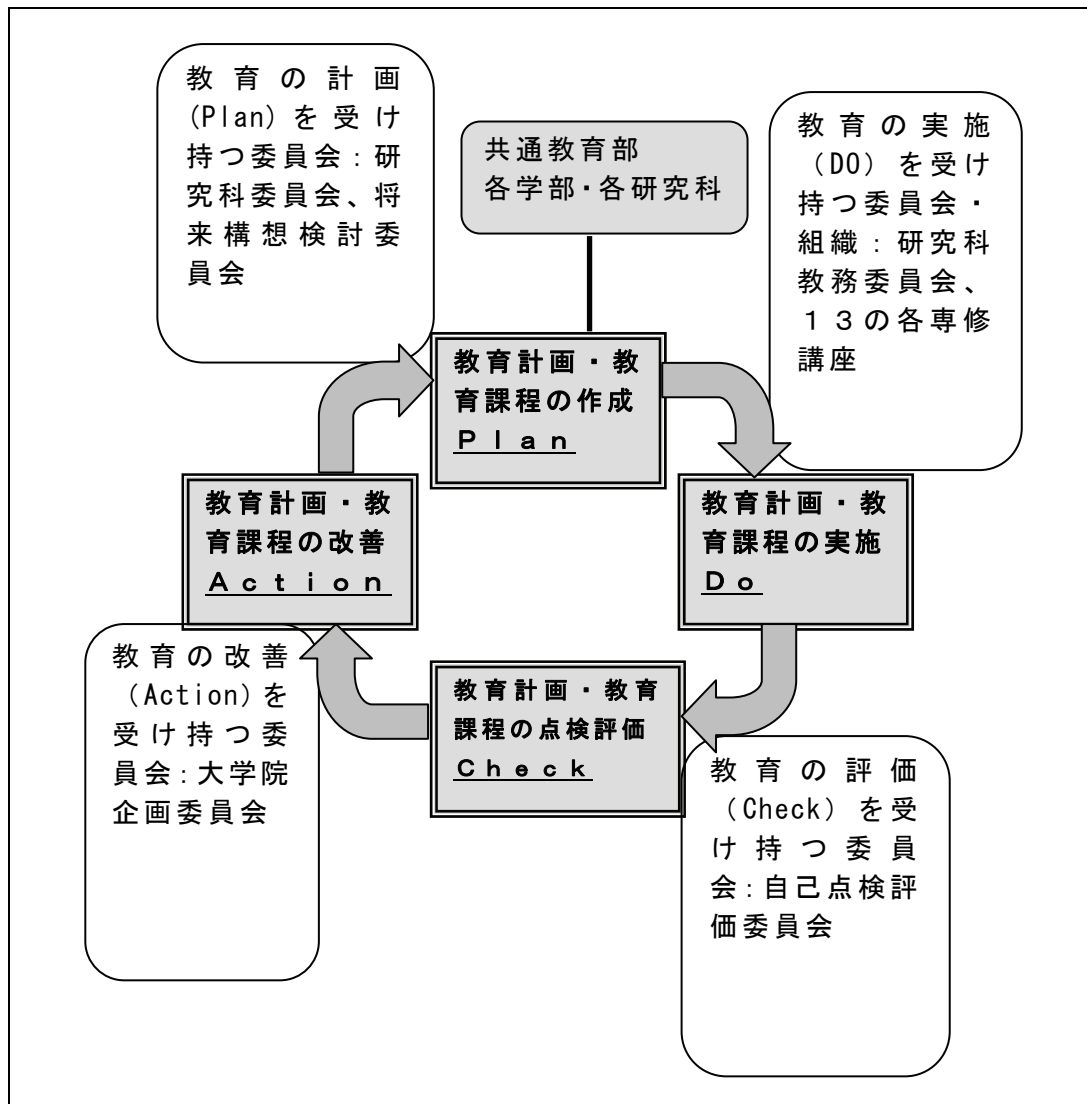 教育の計画
(Plan)を受け
持つ委員会：研
究科委員会、将
来構想検討委
員会
共通教育部
各学部・各研究科
教育の実施
（DO）を受け
持つ委員会・
組織：研究科
教務委員会、
１３の各専修
講座
教育計画・教
育課程の作成
Ｐｌａｎ
教育計画・教
育課程の改善
Ａｃｔｉｏｎ
教育計画・教
育課程の実施
Ｄｏ
教育の改善
（Action)を
受け持つ委
員会：大学院
企画委員会
教育計画・教育
課程の点検評価
Ｃｈｅｃｋ
教育の評価
（Check）を受
け持つ委員
会：自己点検評
価委員会